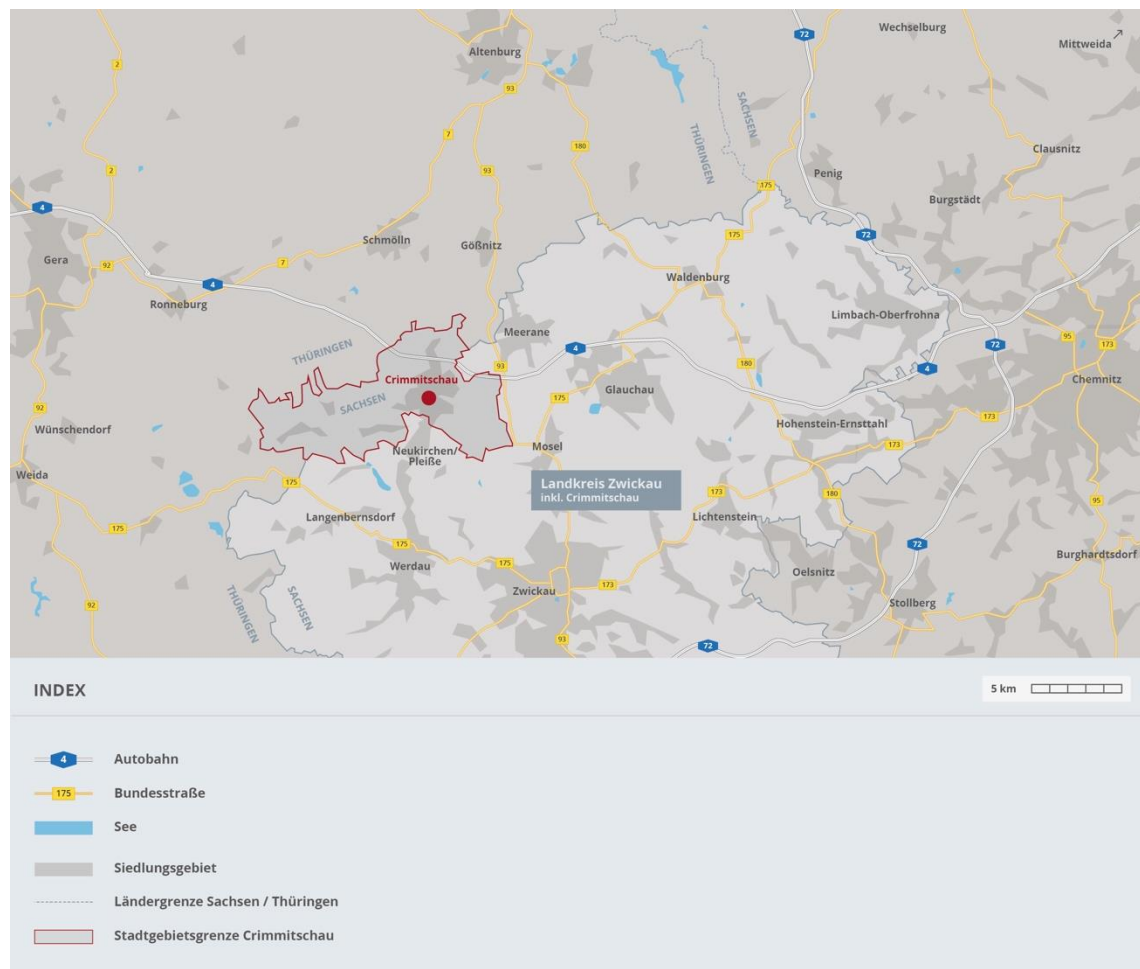 Altenburg
Wechselburg
Mittweida
72
2
93
7
180
93
2
THÜRINGEN
SACHSEN
Clausnitz
Penig
175
Burgstädt
4
Schmölln
Gößnitz
175
72
Gera
92
7
4
Waldenburg
Ronneburg
Limbach-Oberfrohna
Meerane
THÜRINGEN
4
93
180
72
95
173
4
Crimmitschau
SACHSEN
175
Glauchau
Chemnitz
92
Wünschendorf
Hohenstein-Ernstthal
173
173
Neukirchen/
Pleiße
Mosel
Weida
175
Landkreis Zwickau
inkl. Crimmitschau
173
180
95
175
Langenbernsdorf
Lichtenstein
175
Werdau
175
72
Burghardtsdorf
Oelsnitz
Zwickau
173
Stollberg
92
THÜRINGEN
SACHSEN
93
72
INDEX
5 km
4
Autobahn
175
Bundesstraße
See
Siedlungsgebiet
Ländergrenze Sachsen / Thüringen
Stadtgebietsgrenze Crimmitschau